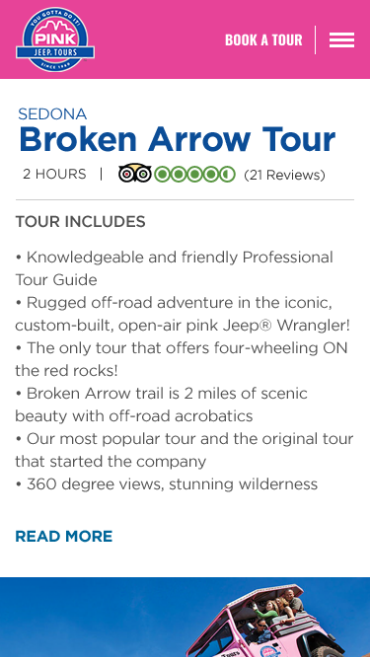 YOU GOTTA DO IT!
PINK
JEEP. TOURS
SINCE 1960
BOOK A TOUR
SEDONA
Broken Arrow Tour
2 HOURS | (21 Reviews)
TOUR INCLUDES
• Knowledgeable and friendly Professional
Tour Guide
• Rugged off-road adventure in the iconic,
custom-built, open-air pink Jeep® Wrangler!
• The only tour that offers four-wheeling ON
the red rocks!
• Broken Arrow trail is 2 miles of scenic
beauty with off-road acrobatics
• Our most popular tour and the original tour
that started the company
• 360 degree views, stunning wilderness
READ MORE